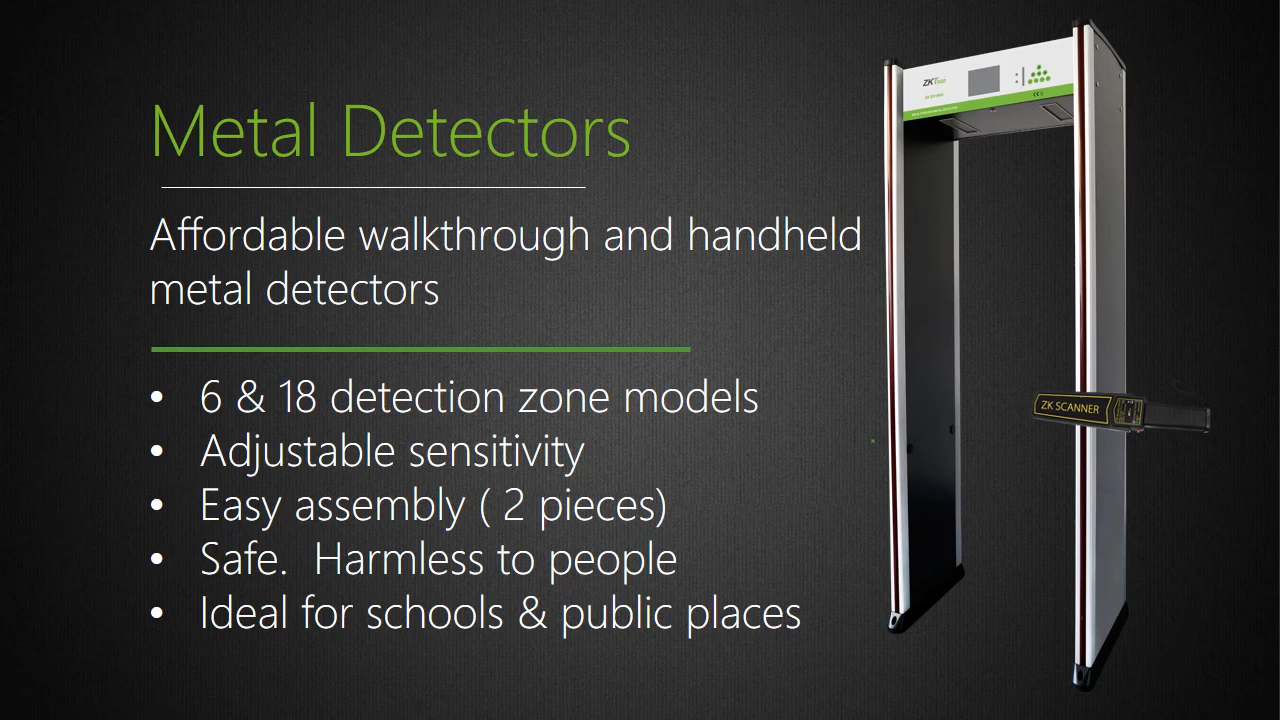 Metal Detectors
Affordable walkthrough and handheld
metal detectors
• 6 & 18 detection zone models
• Adjustable sensitivity
• Easy assembly ( 2 pieces)
• Safe.  Harmless to people
• Ideal for schools & public places
ZKTeco
ZK SCANNER